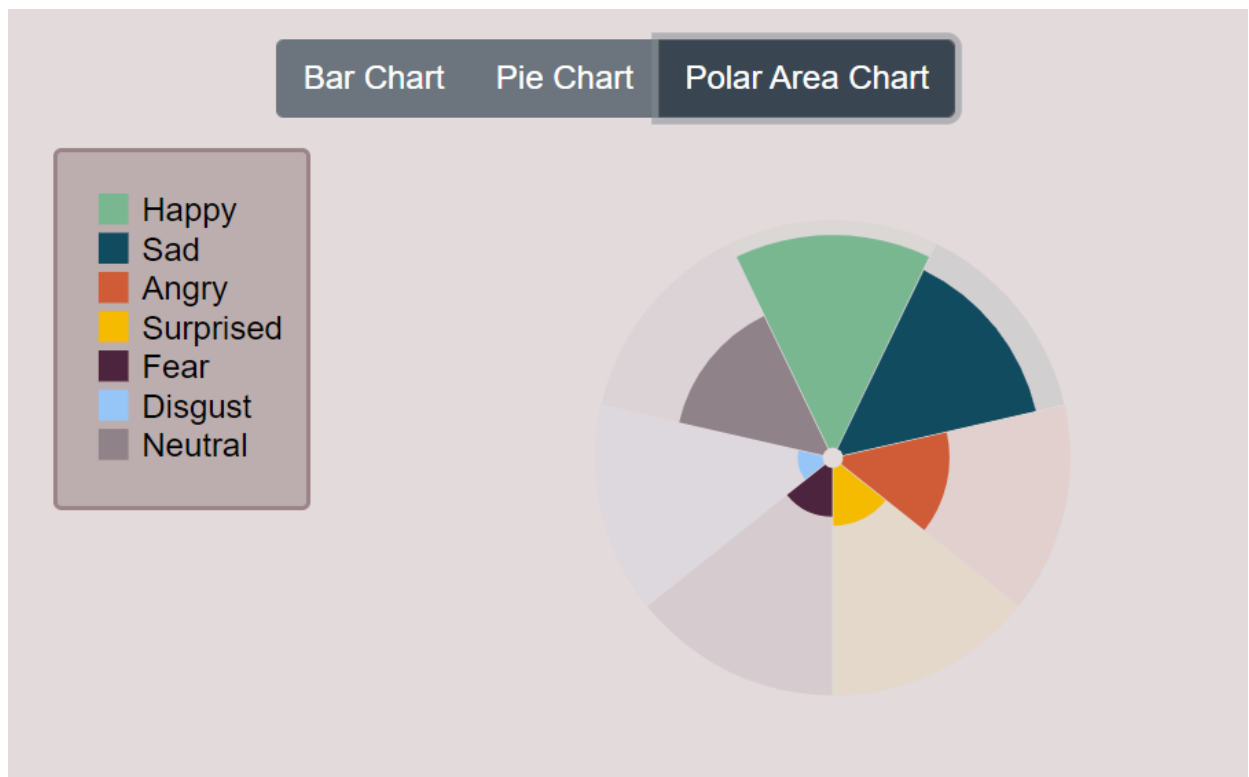 Bar Chart Pie Chart Polar Area Chart
Happy
Sad
Angry
Surprised
Fear
Disgust
Neutral